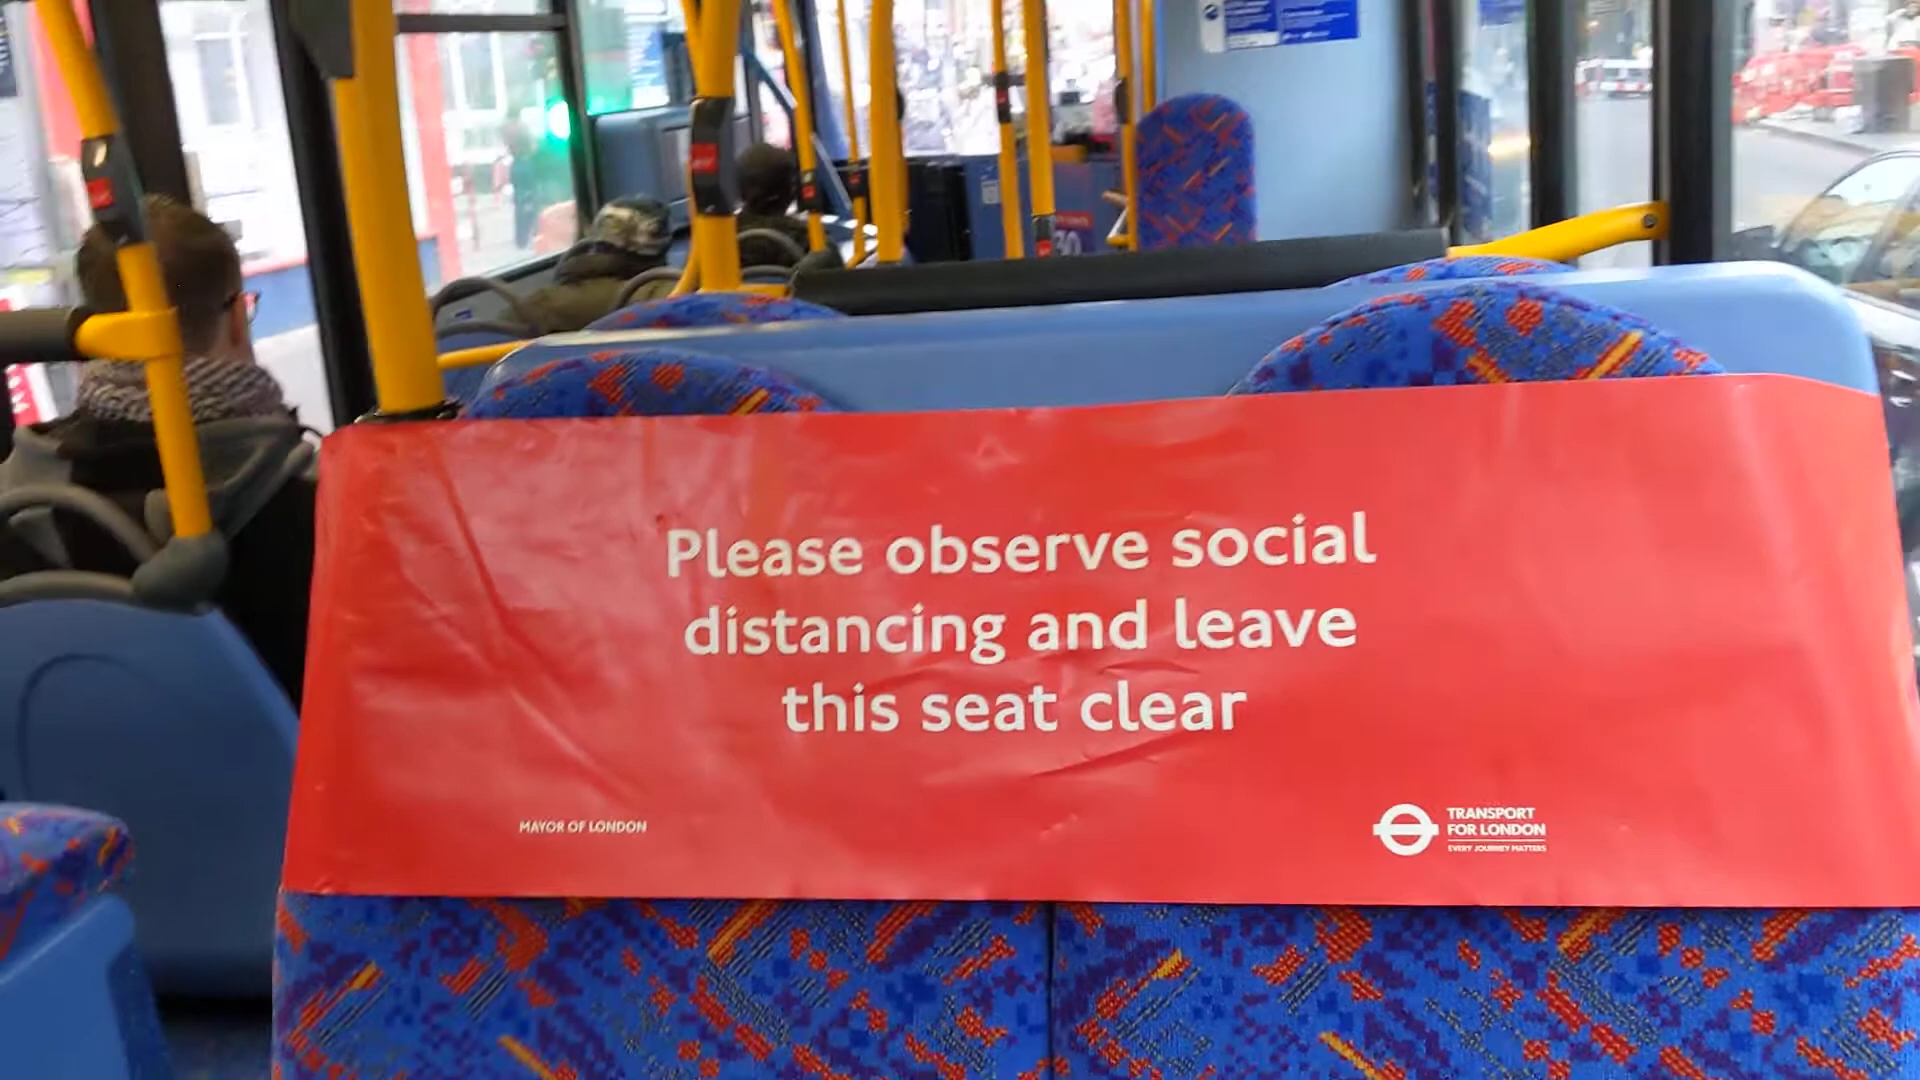 Please observe social
distancing and leave
this seat clear
MAYOR OF LONDON
TRANSPORT
FOR LONDON
EVERY JOURNEY MATTERS